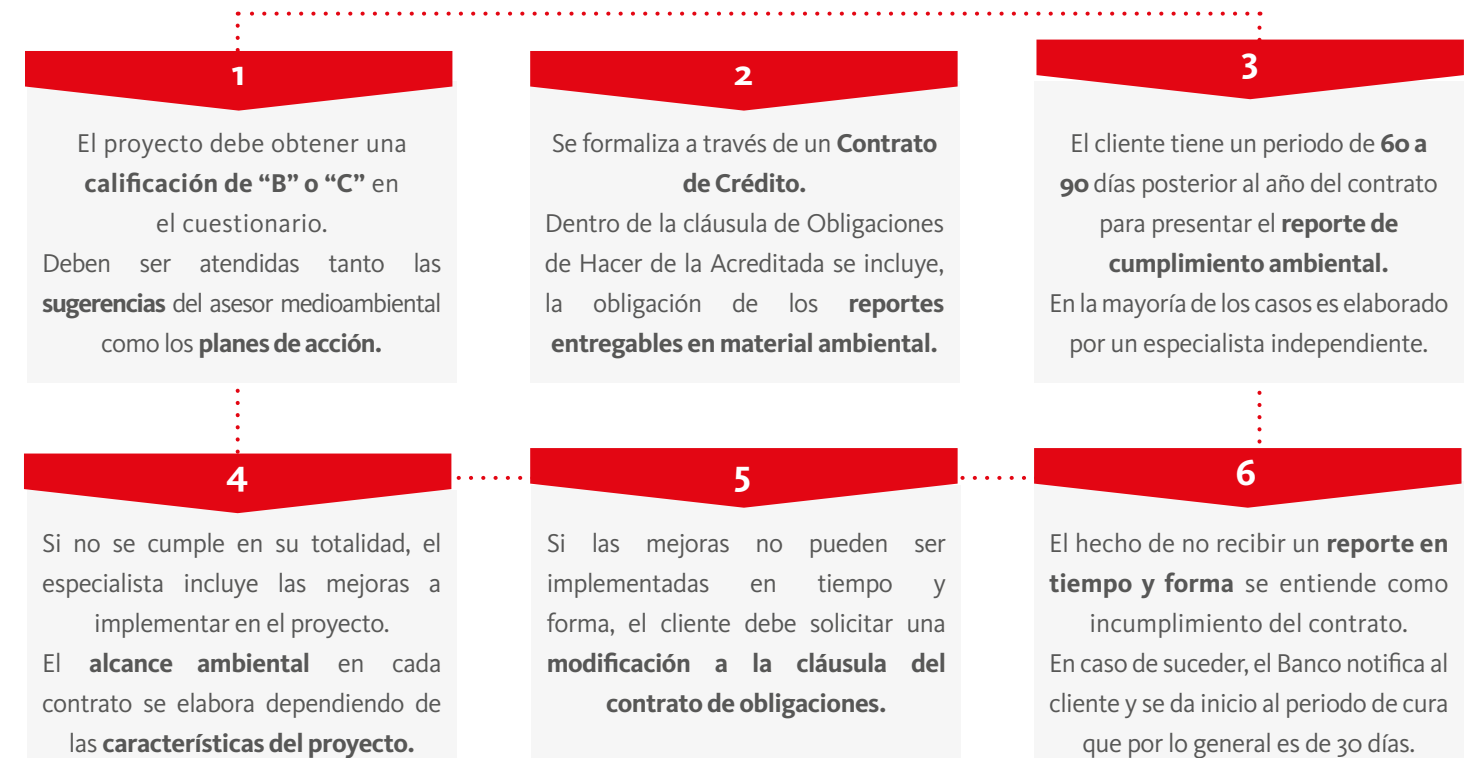 1
El proyecto debe obtener una
calificación de “B” o “C” en
el cuestionario.
Deben ser atendidas tanto las
sugerencias del asesor medioambiental
como los planes de acción.
2
Se formaliza a través de un Contrato
de Crédito.
Dentro de la cláusula de Obligaciones
de Hacer de la Acreditada se incluye,
la obligación de los reportes
entregables en material ambiental.
3
El cliente tiene un periodo de 60 a
90 días posterior al año del contrato
para presentar el reporte de
cumplimiento ambiental.
En la mayoría de los casos es elaborado
por un especialista independiente.
4
Si no se cumple en su totalidad, el
especialista incluye las mejoras a
implementar en el proyecto.
El alcance ambiental en cada
contrato se elabora dependiendo de
las características del proyecto.
5
Si las mejoras no pueden ser
implementadas en tiempo y
forma, el cliente debe solicitar una
modificación a la cláusula del
contrato de obligaciones.
6
El hecho de no recibir un reporte en
tiempo y forma se entiende como
incumplimiento del contrato.
En caso de suceder, el Banco notifica al
cliente y se da inicio al periodo de cura
que por lo general es de 30 días.